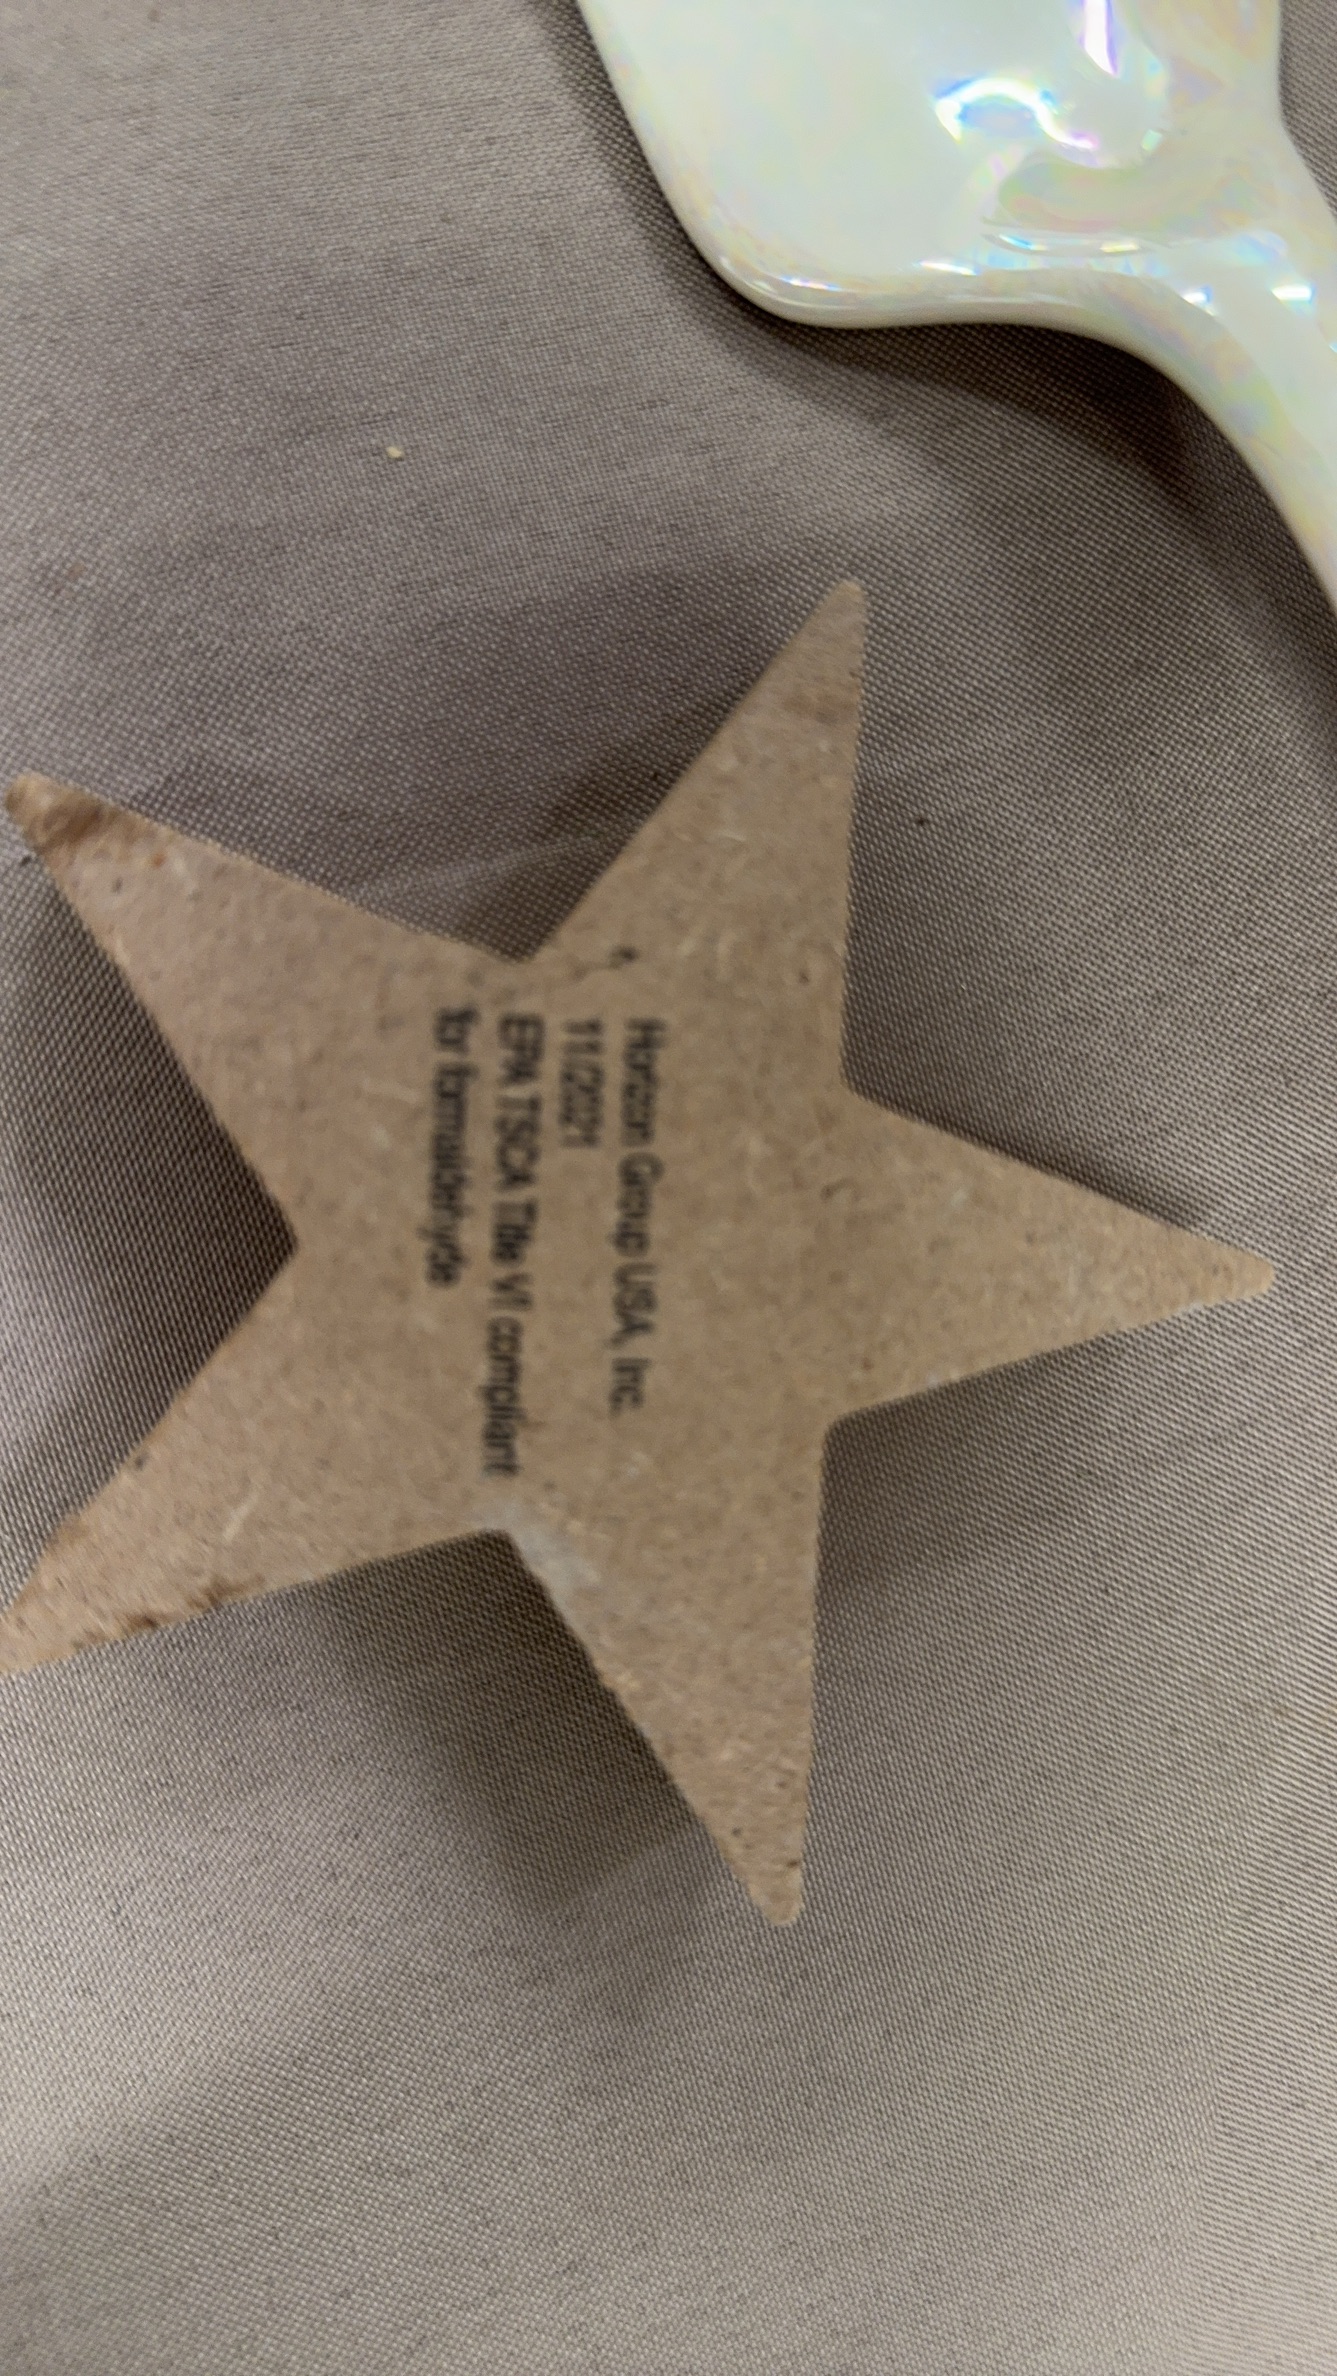 Horizon Group USA, Inc.
11/2021
EPA TSCA Title VI compliant
for formaldehyde